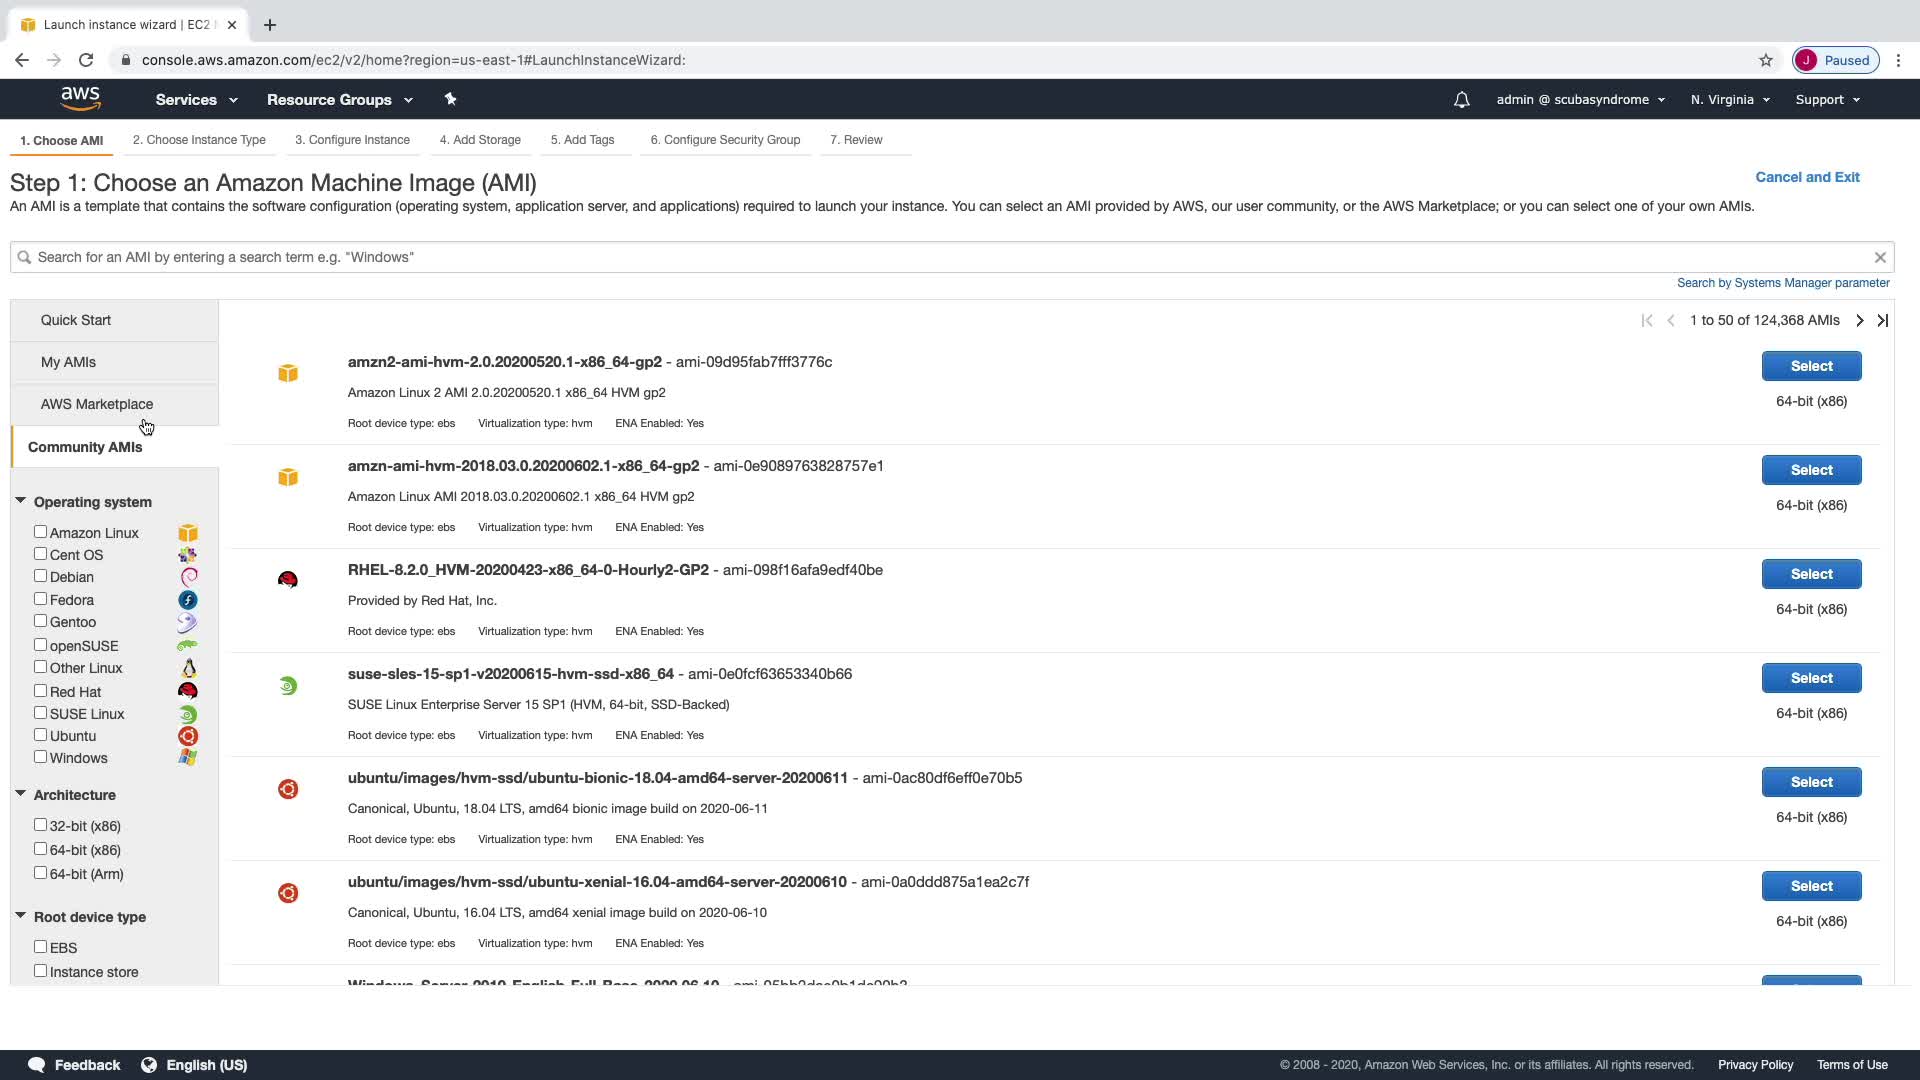 Launch instance wizard | EC2
console.aws.amazon.com/ec2/v2/home?region=us-east-1#LaunchInstanceWizard:
J Paused
aws Services Resource Groups admin @ scubasyndrome N. Virginia Support
1. Choose AMI 2. Choose Instance Type 3. Configure Instance 4. Add Storage 5. Add Tags 6. Configure Security Group 7. Review
Step 1: Choose an Amazon Machine Image (AMI)
Cancel and Exit
An AMI is a template that contains the software configuration (operating system, application server, and applications) required to launch your instance. You can select an AMI provided by AWS, our user community, or the AWS Marketplace; or you can select one of your own AMIs.
Search for an AMI by entering a search term e.g. "Windows"
Search by Systems Manager parameter
Quick Start
My AMIs
AWS Marketplace
Community AMIs
Operating system
Amazon Linux
Cent OS
Debian
Fedora
Gentoo
openSUSE
Other Linux
Red Hat
SUSE Linux
Ubuntu
Windows
Architecture
32-bit (x86)
64-bit (x86)
64-bit (Arm)
Root device type
EBS
Instance store
1 to 50 of 124,368 AMIs
amzn2-ami-hvm-2.0.20200520.1-x86_64-gp2 - ami-09d95fab7fff3776c
Select
Amazon Linux 2 AMI 2.0.20200520.1 x86_64 HVM gp2
64-bit (x86)
Root device type: ebs Virtualization type: hvm ENA Enabled: Yes
amzn-ami-hvm-2018.03.0.20200602.1-x86_64-gp2 - ami-0e9089763828757e1
Select
Amazon Linux AMI 2018.03.0.20200602.1 x86_64 HVM gp2
64-bit (x86)
Root device type: ebs Virtualization type: hvm ENA Enabled: Yes
RHEL-8.2.0_HVM-20200423-x86_64-0-Hourly2-GP2 - ami-098f16afa9edf40be
Select
Provided by Red Hat, Inc.
64-bit (x86)
Root device type: ebs Virtualization type: hvm ENA Enabled: Yes
suse-sles-15-sp1-v20200615-hvm-ssd-x86_64 - ami-0e0fcf63653340b66
Select
SUSE Linux Enterprise Server 15 SP1 (HVM, 64-bit, SSD-Backed)
64-bit (x86)
Root device type: ebs Virtualization type: hvm ENA Enabled: Yes
ubuntu/images/hvm-ssd/ubuntu-bionic-18.04-amd64-server-20200611 - ami-0ac80df6eff0e70b5
Select
Canonical, Ubuntu, 18.04 LTS, amd64 bionic image build on 2020-06-11
64-bit (x86)
Root device type: ebs Virtualization type: hvm ENA Enabled: Yes
ubuntu/images/hvm-ssd/ubuntu-xenial-16.04-amd64-server-20200610 - ami-0a0ddd875a1ea2c7f
Select
Canonical, Ubuntu, 16.04 LTS, amd64 xenial image build on 2020-06-10
64-bit (x86)
Root device type: ebs Virtualization type: hvm ENA Enabled: Yes
Feedback English (US) © 2008 - 2020, Amazon Web Services, Inc. or its affiliates. All rights reserved. Privacy Policy Terms of Use